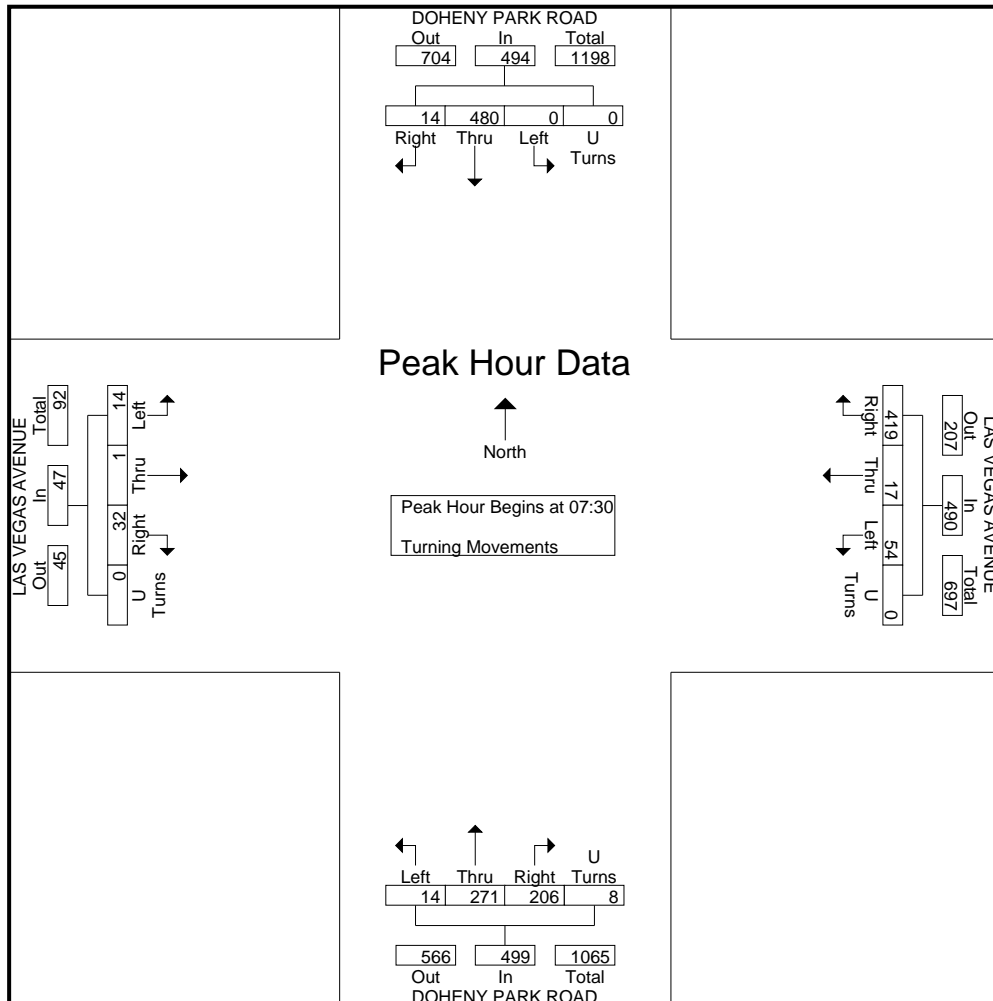 DOHENY PARK ROAD
Out In Total
704 494 1198
14 480 0 0
Right Thru Left U Turns
Peak Hour Data
North
Peak Hour Begins at 07:30
Turning Movements
LAS VEGAS AVENUE
Total In Out
92 47 45
14 1 32 0
Left Thru Right U Turns
LAS VEGAS AVENUE
Out In Total
207 490 697
419 17 54 0
Right Thru Left U Turns
Left Thru Right U Turns
14 271 206 8
566 499 1065
Out In Total
DOHENY PARK ROAD